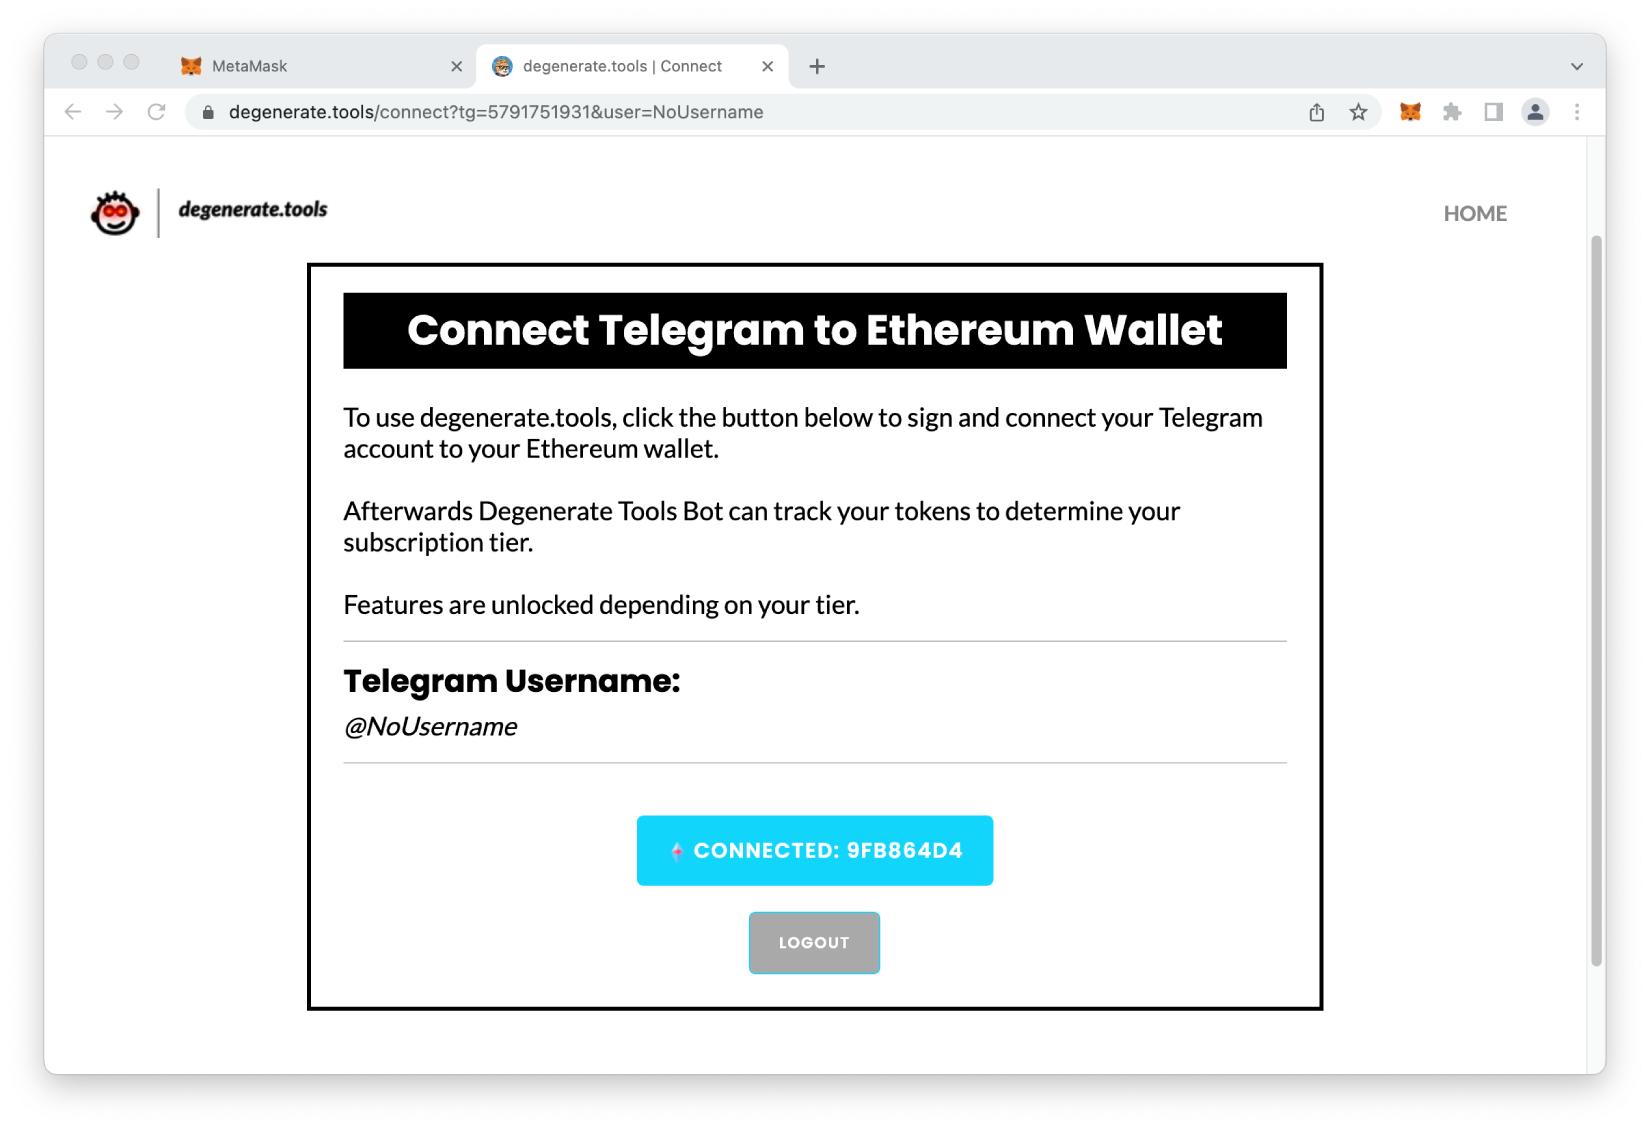 MetaMask
degenerate.tools | Connect
degenerate.tools/connect?tg=5791751931&user=NoUsername
degenerate.tools
HOME
Connect Telegram to Ethereum Wallet
To use degenerate.tools, click the button below to sign and connect your Telegram
account to your Ethereum wallet.
Afterwards Degenerate Tools Bot can track your tokens to determine your
subscription tier.
Features are unlocked depending on your tier.
Telegram Username:
@NoUsername
CONNECTED: 9FB864D4
LOGOUT